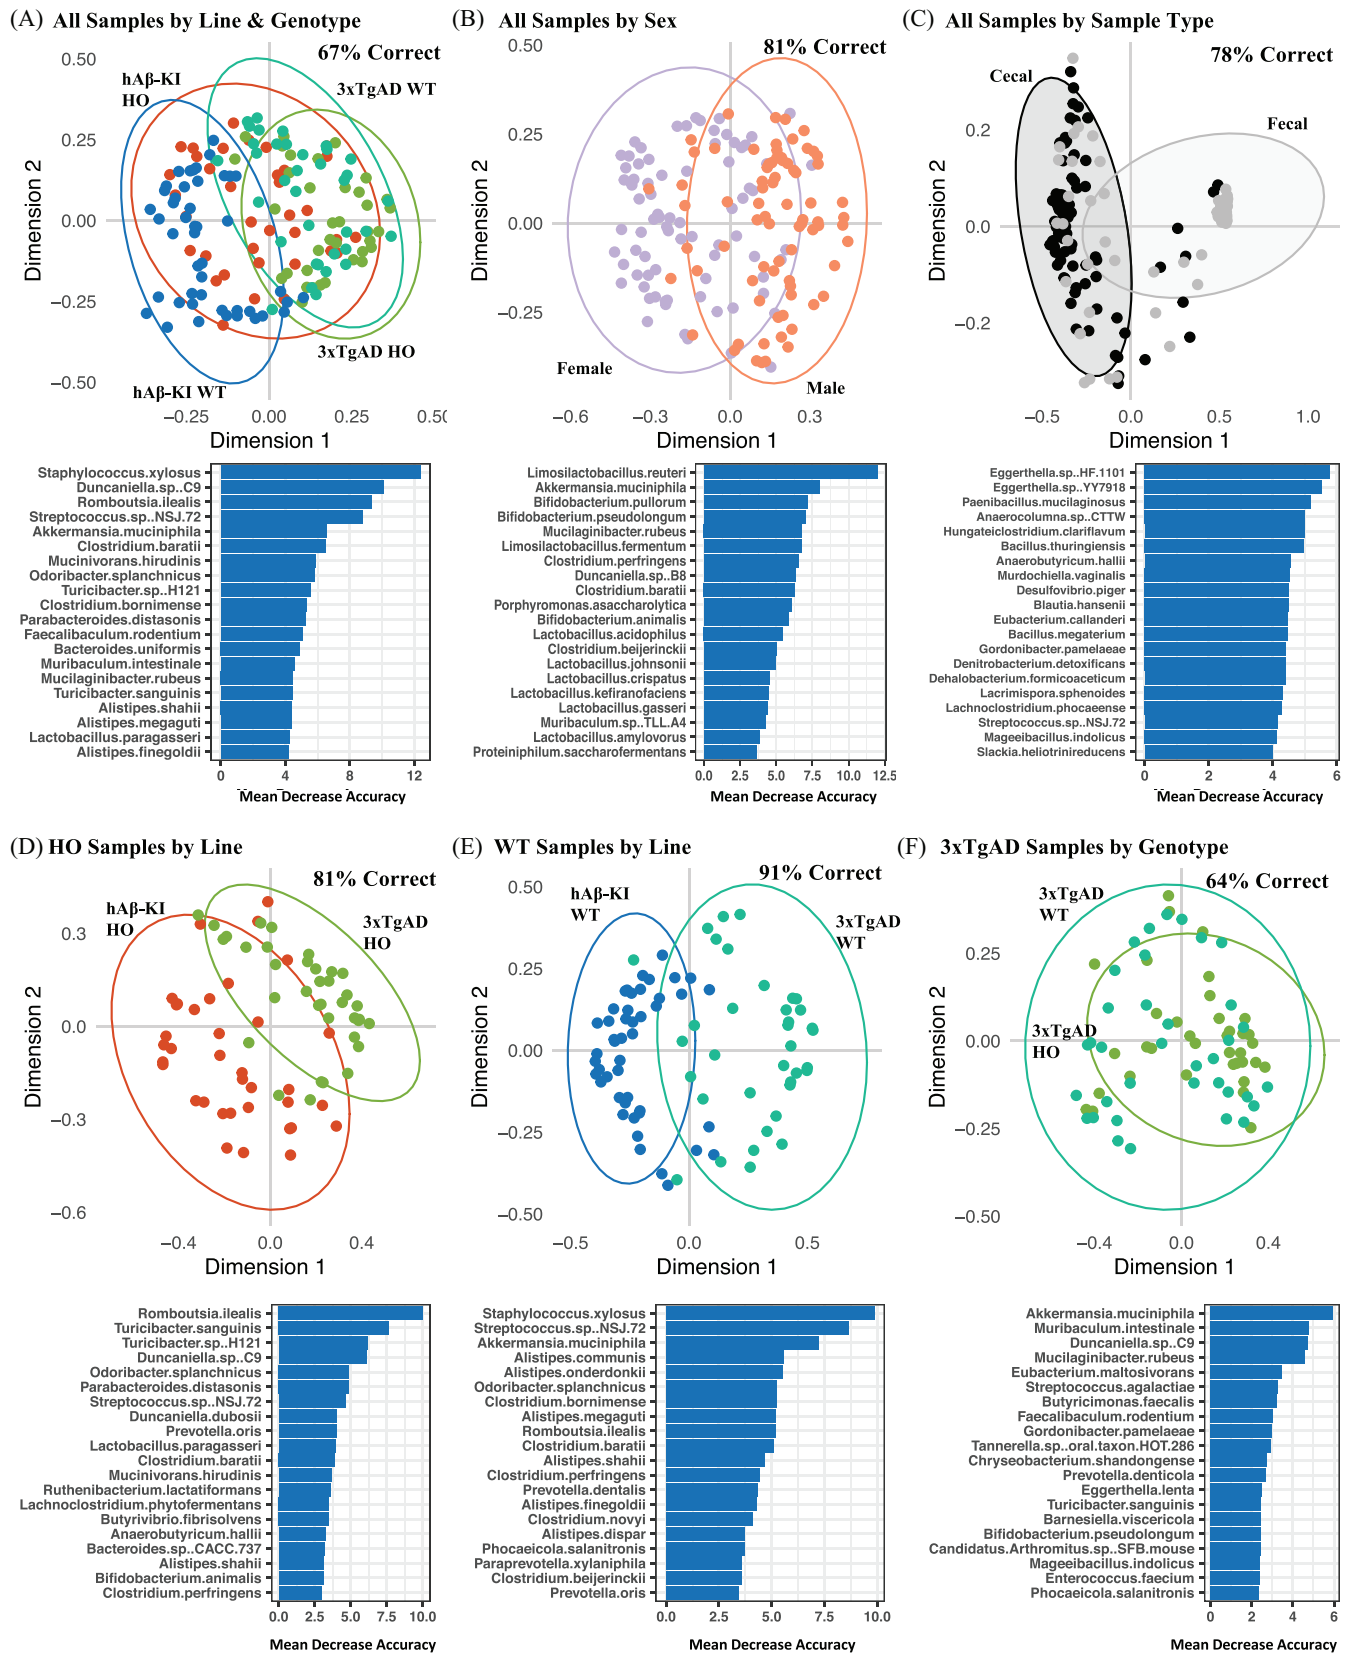 (A) All Samples by Line & Genotype
67% Correct
hAβ-KI
HO
3xTgAD WT
3xTgAD HO
hAβ-KI WT
Dimension 2
0.50
0.25
0.00
−0.25
−0.50
−0.25
0.00
0.25
0.50
Dimension 1
Staphylococcus.xylosus
Duncaniella.sp..C9
Romboutsia.ilealis
Streptococcus.sp..NSJ.72
Akkermansia.muciniphila
Clostridium.baratii
Mucinivorans.hirudinis
Odoribacter.splanchnicus
Turicibacter.sp..H121
Clostridium.bornimense
Parabacteroides.distasonis
Faecalibaculum.rodentium
Bacteroides.uniformis
Muribaculum.intestinale
Mucilaginibacter.rubeus
Turicibacter.sanguinis
Alistipes.shahii
Alistipes.megaguti
Lactobacillus.paragasseri
Alistipes.finegoldii
0 4 8 12
Mean Decrease Accuracy
(B) All Samples by Sex
81% Correct
Female
Male
Dimension 2
0.50
0.25
0.00
−0.25
−0.6 −0.3 0.0 0.3
Dimension 1
Limosilactobacillus.reuteri
Akkermansia.muciniphila
Bifidobacterium.pullorum
Bifidobacterium.pseudolongum
Mucilaginibacter.rubeus
Limosilactobacillus.fermentum
Clostridium.perfringens
Duncaniella.sp..B8
Clostridium.baratii
Porphyromonas.asaccharolytica
Bifidobacterium.animalis
Lactobacillus.acidophilus
Clostridium.beijerinckii
Lactobacillus.johnsonii
Lactobacillus.crispatus
Lactobacillus.kefiranofaciens
Lactobacillus.gasseri
Muribaculum.sp..TLL.A4
Lactobacillus.amylovorus
Proteiniphilum.saccharofermentans
0.0 2.5 5.0 7.5 10.0 12.5
Mean Decrease Accuracy
(C) All Samples by Sample Type
78% Correct
Cecal
Fecal
Dimension 2
0.2
0.0
−0.2
−0.5 0.0 0.5 1.0
Dimension 1
Eggerthella.sp..HF.1101
Eggerthella.sp..YY7918
Paenibacillus.mucilaginosus
Anaerocolumna.sp..CTTW
Hungateiclostridium.clariflavum
Bacillus.thuringiensis
Anaerobutyricum.hallii
Murdochiella.vaginalis
Desulfovibrio.piger
Blautia.hansenii
Eubacterium.callanderi
Bacillus.megaterium
Gordonibacter.pamelaeae
Denitrobacterium.detoxificans
Dehalobacterium.formicoaceticum
Lacrimispora.sphenoides
Lachnoclostridium.phocaeense
Streptococcus.sp..NSJ.72
Mageeibacillus.indolicus
Slackia.heliotrinireducens
0 2 4 6
Mean Decrease Accuracy
(D) HO Samples by Line
81% Correct
hAβ-KI
HO
3xTgAD
HO
Dimension 2
0.3
0.0
−0.3
−0.6
−0.4 0.0 0.4
Dimension 1
Romboutsia.ilealis
Turicibacter.sanguinis
Turicibacter.sp..H121
Duncaniella.sp..C9
Odoribacter.splanchnicus
Parabacteroides.distasonis
Streptococcus.sp..NSJ.72
Duncaniella.dubosii
Prevotella.oris
Lactobacillus.paragasseri
Clostridium.baratii
Mucinivorans.hirudinis
Ruthenibacterium.lactatiformans
Lachnoclostridium.phytofermentans
Butyrivibrio.fibrisolvens
Anaerobutyricum.hallii
Bacteroides.sp..CACC.737
Alistipes.shahii
Bifidobacterium.animalis
Clostridium.perfringens
0.0 2.5 5.0 7.5 10.0
Mean Decrease Accuracy
(E) WT Samples by Line
91% Correct
hAβ-KI
WT
3xTgAD
WT
Dimension 2
0.50
0.25
0.00
−0.25
−0.50
−0.5 0.0 0.5
Dimension 1
Staphylococcus.xylosus
Streptococcus.sp..NSJ.72
Akkermansia.muciniphila
Alistipes.communis
Alistipes.onderdonkii
Odoribacter.splanchnicus
Clostridium.bornimense
Alistipes.megaguti
Romboutsia.ilealis
Clostridium.baratii
Alistipes.shahii
Clostridium.perfringens
Prevotella.dentalis
Alistipes.finegoldii
Clostridium.novyi
Alistipes.dispar
Phocaeicola.salanitronis
Paraprevotella.xylaniphila
Clostridium.beijerinckii
Prevotella.oris
0.0 2.5 5.0 7.5 10.0
Mean Decrease Accuracy
(F) 3xTgAD Samples by Genotype
64% Correct
3xTgAD
WT
3xTgAD
HO
Dimension 2
0.25
0.00
−0.25
−0.50
−0.4 0.0 0.4
Dimension 1
Akkermansia.muciniphila
Muribaculum.intestinale
Duncaniella.sp..C9
Mucilaginibacter.rubeus
Eubacterium.maltosivorans
Streptococcus.agalactiae
Butyricimonas.faecalis
Faecalibaculum.rodentium
Gordonibacter.pamelaeae
Tannerella.sp..oral.taxon.HOT.286
Chryseobacterium.shandongense
Prevotella.denticola
Eggerthella.lenta
Turicibacter.sanguinis
Barnesiella.viscericola
Bifidobacterium.pseudolongum
Candidatus.Arthromitus.sp..SFB.mouse
Mageeibacillus.indolicus
Enterococcus.faecium
Phocaeicola.salanitronis
0 2 4 6
Mean Decrease Accuracy